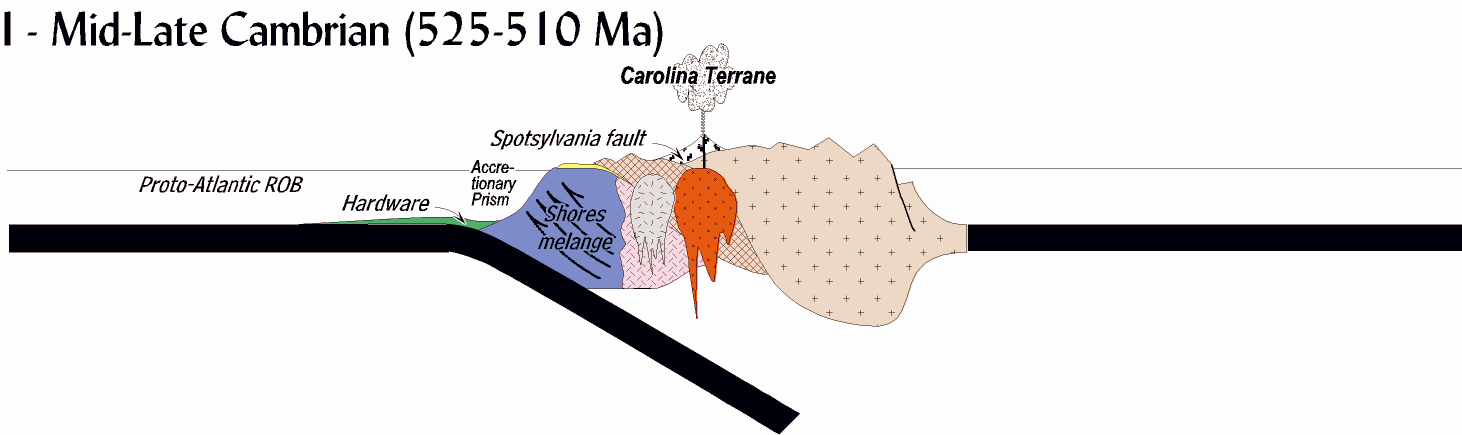 I - Mid-Late Cambrian (525-510 Ma)
Carolina Terrane
Spotsylvania fault
Accre-
tionary
Prism
Proto-Atlantic ROB
Hardware
Shores
melange